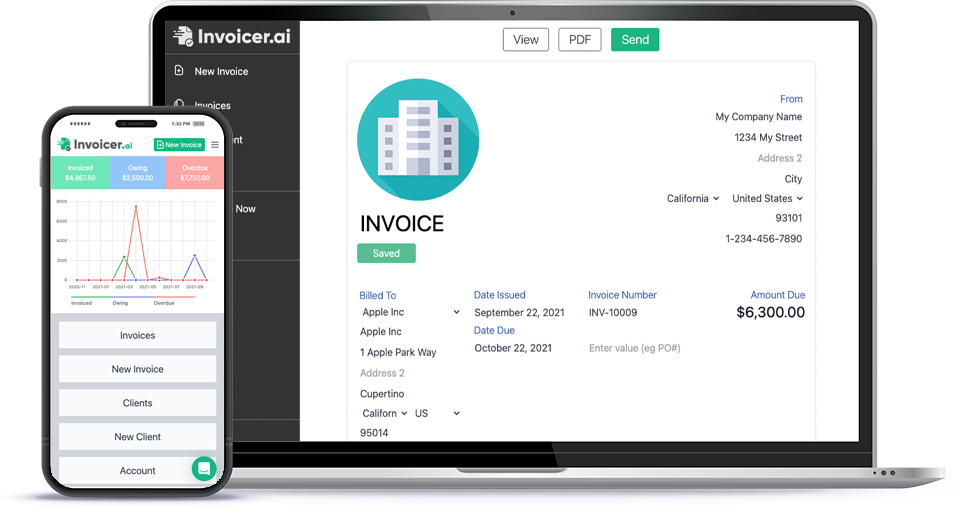 Invoicer.ai
New Invoice
Invoices
nt
Now
View PDF Send
INVOICE
Saved
From
My Company Name
1234 My Street
Address 2
City
California United States
93101
1-234-456-7890
Billed To
Apple Inc
Apple Inc
1 Apple Park Way
Address 2
Cupertino
Californ US
95014
Date Issued
September 22, 2021
Date Due
October 22, 2021
Invoice Number
INV-10009
Enter value (eg PO#)
Amount Due
$6,300.00
1:30 PM
Invoicer.ai New Invoice
Invoiced Owing Overdue
$4,867.50 $2,500.00 $7,750.00
8000
6000
4000
2000
0
2020-11 2021-01 2021-03 2021-05 2021-07 2021-09
Invoiced Owing Overdue
Invoices
New Invoice
Clients
New Client
Account